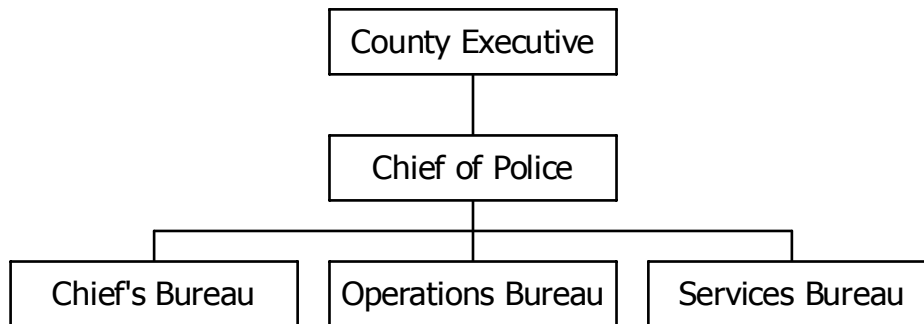 County Executive
Chief of Police
Chief's Bureau
Operations Bureau
Services Bureau